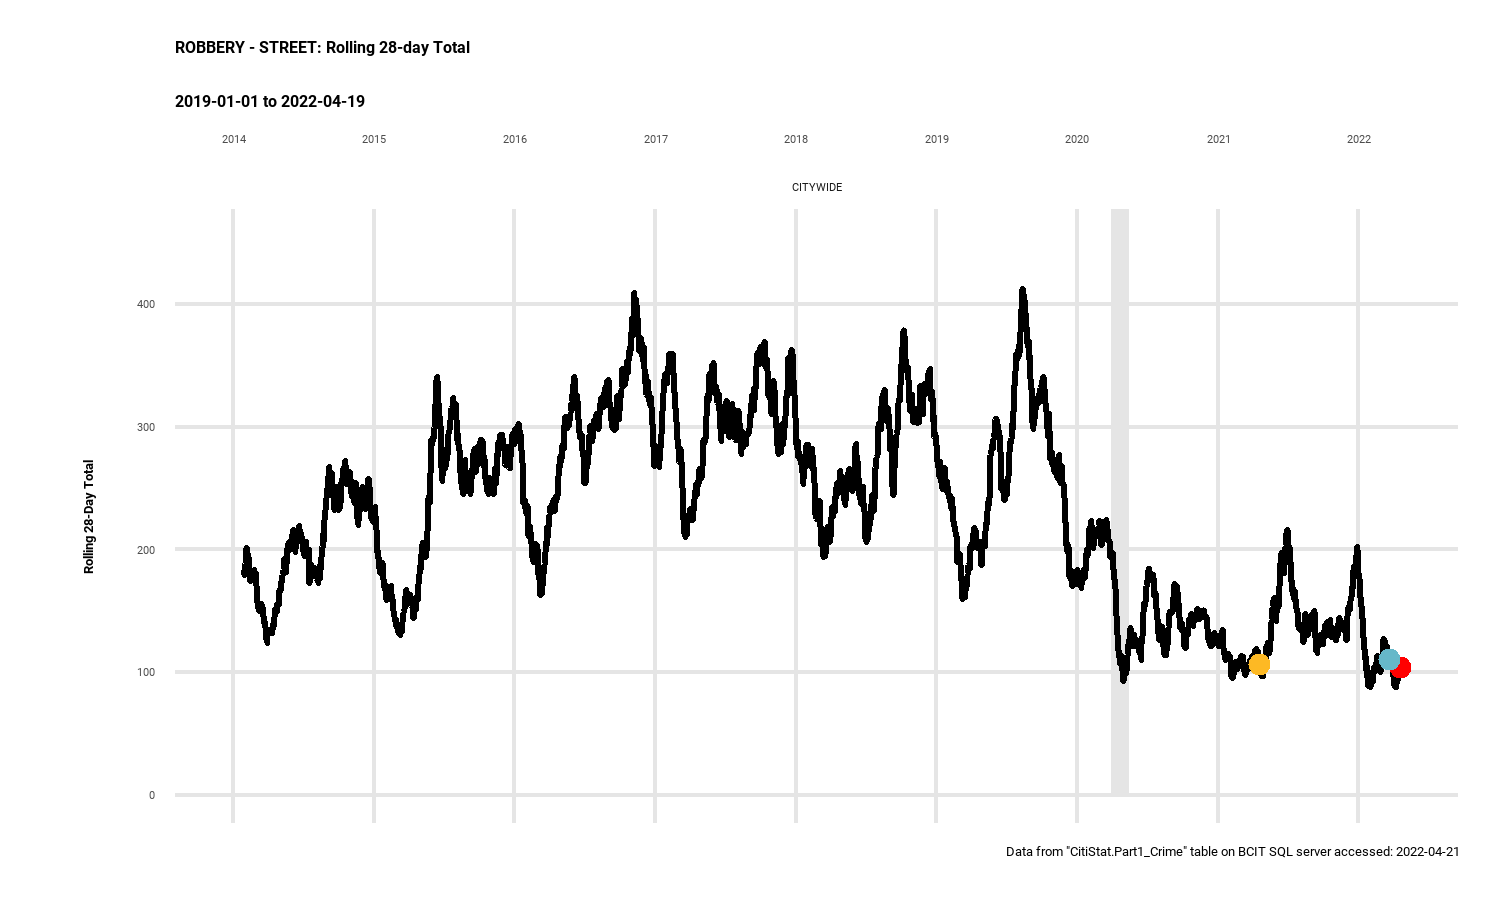 ROBBERY - STREET: Rolling 28-day Total
2019-01-01 to 2022-04-19
2014 2015 2016 2017 2018 2019 2020 2021 2022
CITYWIDE
400
300
200
100
0
Rolling 28-Day Total
Data from "CitiStat.Part1_Crime" table on BCIT SQL server accessed: 2022-04-21